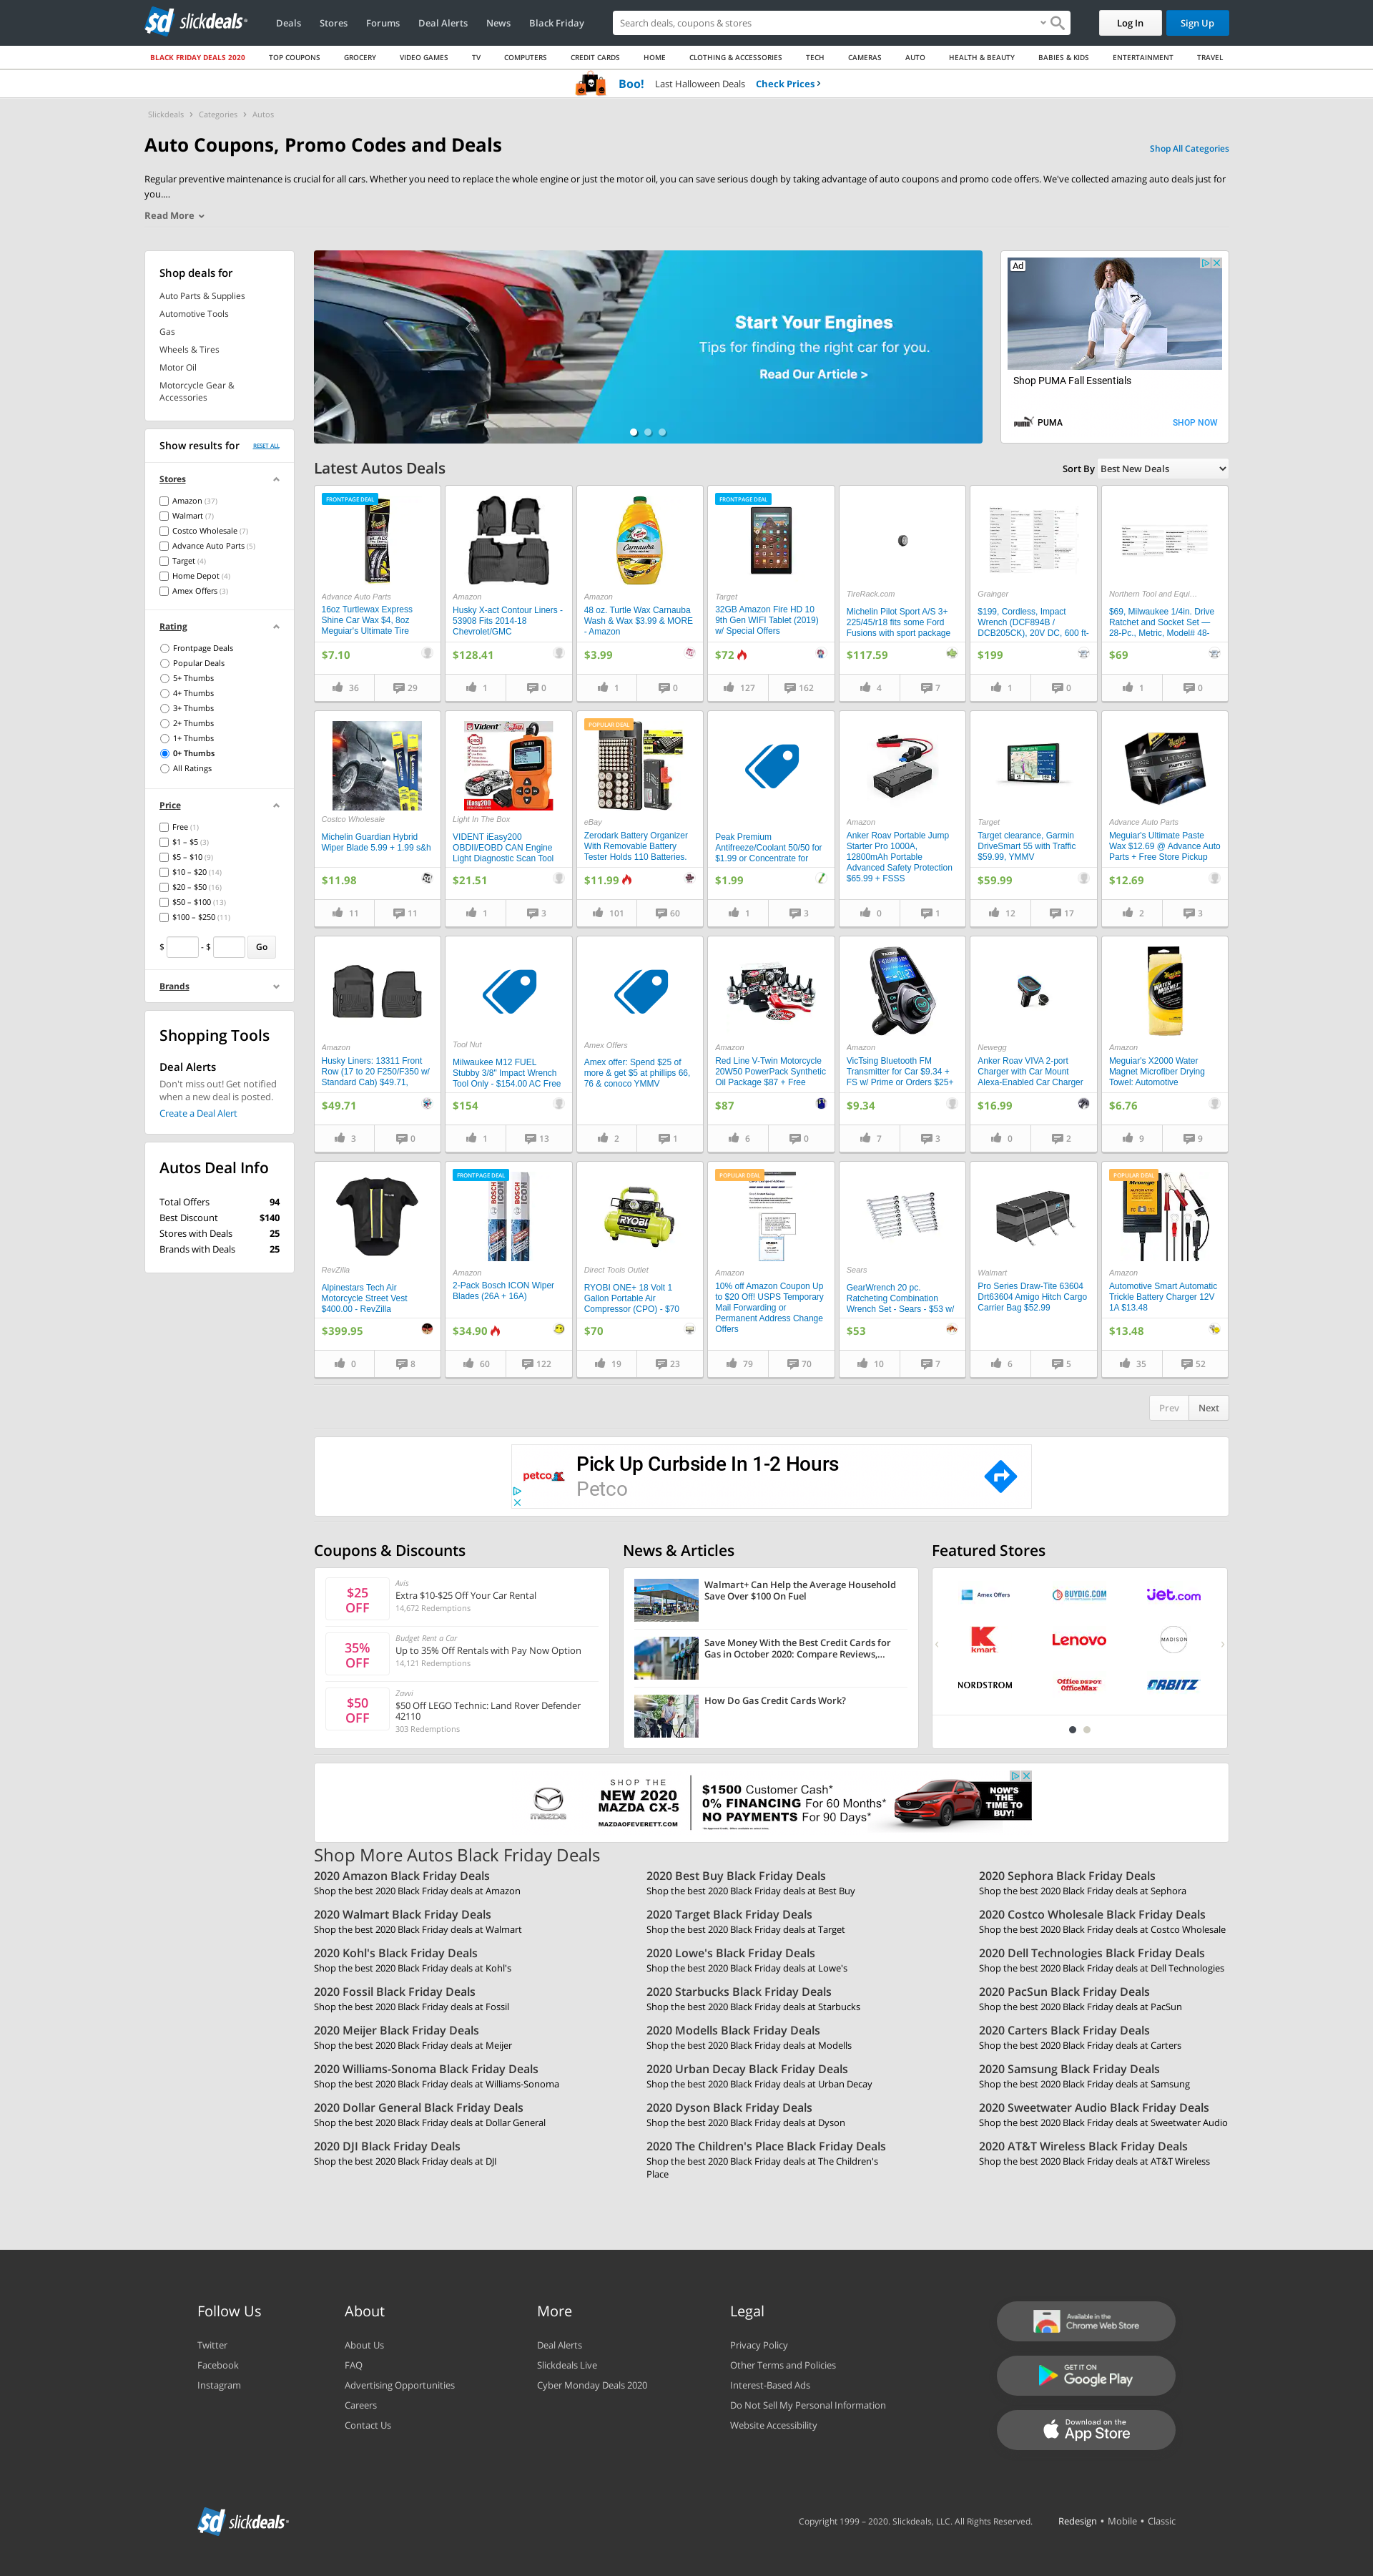 slickdeals
Deals
Stores
Forums
Deal Alerts
News
Black Friday
Search deals, coupons & stores
Log In
Sign Up
BLACK FRIDAY DEALS 2020
TOP COUPONS
GROCERY
VIDEO GAMES
TV
COMPUTERS
CREDIT CARDS
HOME
CLOTHING & ACCESSORIES
TECH
CAMERAS
AUTO
HEALTH & BEAUTY
BABIES & KIDS
ENTERTAINMENT
TRAVEL
Boo! Last Halloween Deals Check Prices ›
Slickdeals › Categories › Autos
Auto Coupons, Promo Codes and Deals
Shop All Categories
Regular preventive maintenance is crucial for all cars. Whether you need to replace the whole engine or just the motor oil, you can save serious dough by taking advantage of auto coupons and promo code offers. We've collected amazing auto deals just for
you....
Read More
Shop deals for
Auto Parts & Supplies
Automotive Tools
Gas
Wheels & Tires
Motor Oil
Motorcycle Gear &
Accessories
Start Your Engines
Tips for finding the right car for you.
Read Our Article >
Ad
Shop PUMA Fall Essentials
PUMA
SHOP NOW
Show results for
RESET ALL
Stores
Amazon (37)
Walmart (7)
Costco Wholesale (7)
Advance Auto Parts (5)
Target (4)
Home Depot (4)
Amex Offers (3)
Rating
Frontpage Deals
Popular Deals
5+ Thumbs
4+ Thumbs
3+ Thumbs
2+ Thumbs
1+ Thumbs
0+ Thumbs
All Ratings
Price
Free (1)
$1 – $5 (3)
$5 – $10 (9)
$10 – $20 (14)
$20 – $50 (16)
$50 – $100 (13)
$100 – $250 (11)
$ - $ Go
Brands
Shopping Tools
Deal Alerts
Don't miss out! Get notified
when a new deal is posted.
Create a Deal Alert
Autos Deal Info
Total Offers 94
Best Discount $140
Stores with Deals 25
Brands with Deals 25
Latest Autos Deals
Sort By Best New Deals
FRONTPAGE DEAL
Advance Auto Parts
16oz Turtlewax Express
Shine Car Wax $4, 8oz
Meguiar's Ultimate Tire
$7.10
36 29
Amazon
Husky X-act Contour Liners -
53908 Fits 2014-18
Chevrolet/GMC
$128.41
1 0
Amazon
48 oz. Turtle Wax Carnauba
Wash & Wax $3.99 & MORE
- Amazon
$3.99
1 0
FRONTPAGE DEAL
Target
32GB Amazon Fire HD 10
9th Gen WIFI Tablet (2019)
w/ Special Offers
$72
127 162
TireRack.com
Michelin Pilot Sport A/S 3+
225/45/r18 fits some Ford
Fusions with sport package
$117.59
4 7
Grainger
$199, Cordless, Impact
Wrench (DCF894B /
DCB205CK), 20V DC, 600 ft-
$199
1 0
Northern Tool and Equi...
$69, Milwaukee 1/4in. Drive
Ratchet and Socket Set —
28-Pc., Metric, Model# 48-
$69
1 0
Costco Wholesale
Michelin Guardian Hybrid
Wiper Blade 5.99 + 1.99 s&h
$11.98
11 11
Vident
iEasy200
Light In The Box
VIDENT iEasy200
OBDII/EOBD CAN Engine
Light Diagnostic Scan Tool
$21.51
1 3
POPULAR DEAL
eBay
Zerodark Battery Organizer
With Removable Battery
Tester Holds 110 Batteries.
$11.99
101 60
Peak Premium
Antifreeze/Coolant 50/50 for
$1.99 or Concentrate for
$1.99
1 3
Amazon
Anker Roav Portable Jump
Starter Pro 1000A,
12800mAh Portable
Advanced Safety Protection
$65.99 + FSSS
0 1
Target
Target clearance, Garmin
DriveSmart 55 with Traffic
$59.99, YMMV
$59.99
12 17
Advance Auto Parts
Meguiar's Ultimate Paste
Wax $12.69 @ Advance Auto
Parts + Free Store Pickup
$12.69
2 3
Amazon
Husky Liners: 13311 Front
Row (17 to 20 F250/F350 w/
Standard Cab) $49.71,
$49.71
3 0
Tool Nut
Milwaukee M12 FUEL
Stubby 3/8" Impact Wrench
Tool Only - $154.00 AC Free
$154
1 13
Amex Offers
Amex offer: Spend $25 of
more & get $5 at phillips 66,
76 & conoco YMMV
2 1
Amazon
Red Line V-Twin Motorcycle
20W50 PowerPack Synthetic
Oil Package $87 + Free
$87
6 0
Amazon
VicTsing Bluetooth FM
Transmitter for Car $9.34 +
FS w/ Prime or Orders $25+
$9.34
7 3
Newegg
Anker Roav VIVA 2-port
Charger with Car Mount
Alexa-Enabled Car Charger
$16.99
0 2
Amazon
Meguiar's X2000 Water
Magnet Microfiber Drying
Towel: Automotive
$6.76
9 9
RevZilla
Alpinestars Tech Air
Motorcycle Street Vest
$400.00 - RevZilla
$399.95
0 8
FRONTPAGE DEAL
Amazon
2-Pack Bosch ICON Wiper
Blades (26A + 16A)
$34.90
60 122
RYOBI
Direct Tools Outlet
RYOBI ONE+ 18 Volt 1
Gallon Portable Air
Compressor (CPO) - $70
$70
19 23
POPULAR DEAL
Amazon
10% off Amazon Coupon Up
to $20 Off! USPS Temporary
Mail Forwarding or
Permanent Address Change
Offers
79 70
Sears
GearWrench 20 pc.
Ratcheting Combination
Wrench Set - Sears - $53 w/
$53
10 7
Walmart
Pro Series Draw-Tite 63604
Drt63604 Amigo Hitch Cargo
Carrier Bag $52.99
6 5
POPULAR DEAL
Amazon
Automotive Smart Automatic
Trickle Battery Charger 12V
1A $13.48
$13.48
35 52
Prev Next
petco
Pick Up Curbside In 1-2 Hours
Petco
Coupons & Discounts
$25
OFF
Avis
Extra $10-$25 Off Your Car Rental
14,672 Redemptions
35%
OFF
Budget Rent a Car
Up to 35% Off Rentals with Pay Now Option
14,121 Redemptions
$50
OFF
Zavvi
$50 Off LEGO Technic: Land Rover Defender
42110
303 Redemptions
News & Articles
Walmart+ Can Help the Average Household
Save Over $100 On Fuel
Save Money With the Best Credit Cards for
Gas in October 2020: Compare Reviews,...
How Do Gas Credit Cards Work?
Featured Stores
Amex Offers
BUYDIG.COM
Jet.com
kmart
Lenovo
MADISON
NORDSTROM
Office DEPOT
OfficeMax
ORBITZ
SHOP THE
NEW 2020
MAZDA CX-5
MAZDAOFEVERETT.COM
$1500 Customer Cash*
0% FINANCING For 60 Months*
NO PAYMENTS For 90 Days*
NOW'S
THE TIME
TO BUY!
Shop More Autos Black Friday Deals
2020 Amazon Black Friday Deals
Shop the best 2020 Black Friday deals at Amazon
2020 Best Buy Black Friday Deals
Shop the best 2020 Black Friday deals at Best Buy
2020 Sephora Black Friday Deals
Shop the best 2020 Black Friday deals at Sephora
2020 Walmart Black Friday Deals
Shop the best 2020 Black Friday deals at Walmart
2020 Target Black Friday Deals
Shop the best 2020 Black Friday deals at Target
2020 Costco Wholesale Black Friday Deals
Shop the best 2020 Black Friday deals at Costco Wholesale
2020 Kohl's Black Friday Deals
Shop the best 2020 Black Friday deals at Kohl's
2020 Lowe's Black Friday Deals
Shop the best 2020 Black Friday deals at Lowe's
2020 Dell Technologies Black Friday Deals
Shop the best 2020 Black Friday deals at Dell Technologies
2020 Fossil Black Friday Deals
Shop the best 2020 Black Friday deals at Fossil
2020 Starbucks Black Friday Deals
Shop the best 2020 Black Friday deals at Starbucks
2020 PacSun Black Friday Deals
Shop the best 2020 Black Friday deals at PacSun
2020 Meijer Black Friday Deals
Shop the best 2020 Black Friday deals at Meijer
2020 Modells Black Friday Deals
Shop the best 2020 Black Friday deals at Modells
2020 Carters Black Friday Deals
Shop the best 2020 Black Friday deals at Carters
2020 Williams-Sonoma Black Friday Deals
Shop the best 2020 Black Friday deals at Williams-Sonoma
2020 Urban Decay Black Friday Deals
Shop the best 2020 Black Friday deals at Urban Decay
2020 Samsung Black Friday Deals
Shop the best 2020 Black Friday deals at Samsung
2020 Dollar General Black Friday Deals
Shop the best 2020 Black Friday deals at Dollar General
2020 Dyson Black Friday Deals
Shop the best 2020 Black Friday deals at Dyson
2020 Sweetwater Audio Black Friday Deals
Shop the best 2020 Black Friday deals at Sweetwater Audio
2020 DJI Black Friday Deals
Shop the best 2020 Black Friday deals at DJI
2020 The Children's Place Black Friday Deals
Shop the best 2020 Black Friday deals at The Children's
Place
2020 AT&T Wireless Black Friday Deals
Shop the best 2020 Black Friday deals at AT&T Wireless
Follow Us
Twitter
Facebook
Instagram
About
About Us
FAQ
Advertising Opportunities
Careers
Contact Us
More
Deal Alerts
Slickdeals Live
Cyber Monday Deals 2020
Legal
Privacy Policy
Other Terms and Policies
Interest-Based Ads
Do Not Sell My Personal Information
Website Accessibility
Available in the
Chrome Web Store
GET IT ON
Google Play
Download on the
App Store
slickdeals
Copyright 1999 – 2020. Slickdeals, LLC. All Rights Reserved.
Redesign • Mobile • Classic